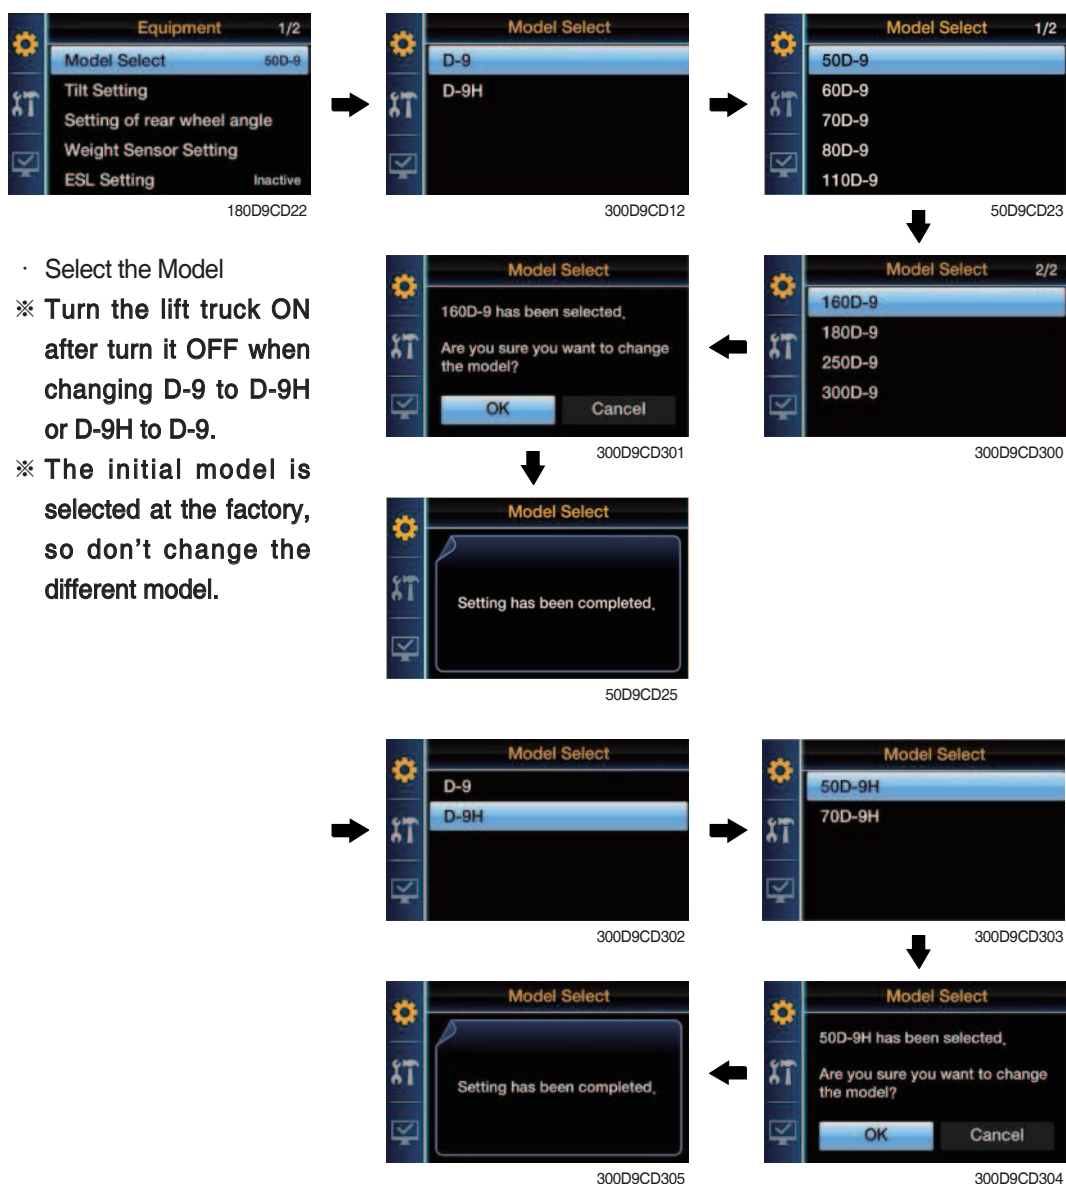 Equipment 1/2
Model Select 50D-9
Tilt Setting
Setting of rear wheel angle
Weight Sensor Setting
ESL Setting Inactive
180D9CD22
Model Select
D-9
D-9H
300D9CD12
Model Select 1/2
50D-9
60D-9
70D-9
80D-9
110D-9
50D9CD23
· Select the Model
※ Turn the lift truck ON
after turn it OFF when
changing D-9 to D-9H
or D-9H to D-9.
※ The initial model is
selected at the factory,
so don't change the
different model.
Model Select 2/2
160D-9
180D-9
250D-9
300D-9
300D9CD300
Model Select
160D-9 has been selected.
Are you sure you want to change
the model?
OK Cancel
300D9CD301
Model Select
Setting has been completed.
50D9CD25
Model Select
D-9
D-9H
300D9CD302
Model Select
50D-9H
70D-9H
300D9CD303
Model Select
50D-9H has been selected.
Are you sure you want to change
the model?
OK Cancel
300D9CD304
Model Select
Setting has been completed.
300D9CD305